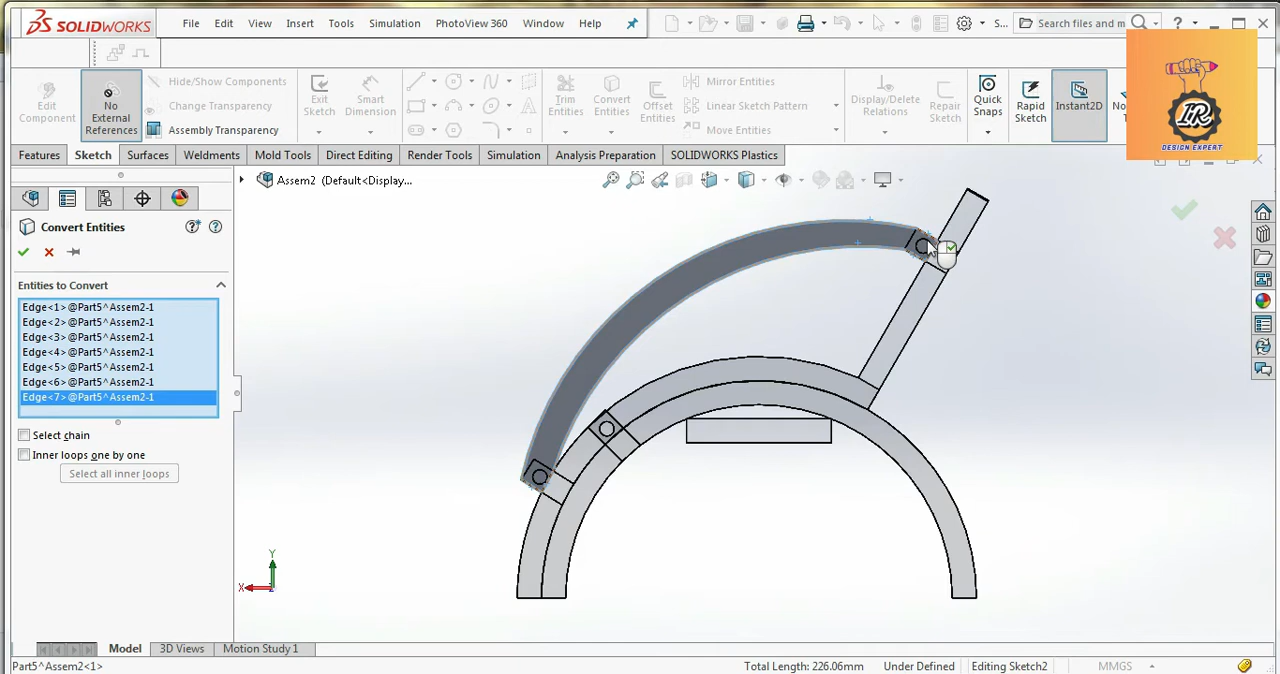 SOLIDWORKS File Edit View Insert Tools Simulation PhotoView 360 Window Help S... Search files and m ?
Edit Component
No External References
Hide/Show Components
Change Transparency
Assembly Transparency
Exit Sketch
Smart Dimension
Trim Entities
Convert Entities
Offset Entities
Mirror Entities
Linear Sketch Pattern
Move Entities
Display/Delete Relations
Repair Sketch
Quick Snaps
Rapid Sketch
Instant2D
IR
DESIGN EXPERT
Features Sketch Surfaces Weldments Mold Tools Direct Editing Render Tools Simulation Analysis Preparation SOLIDWORKS Plastics
Assem2 (Default<Display...
Convert Entities
Entities to Convert
Edge<1>@Part5^Assem2-1
Edge<2>@Part5^Assem2-1
Edge<3>@Part5^Assem2-1
Edge<4>@Part5^Assem2-1
Edge<5>@Part5^Assem2-1
Edge<6>@Part5^Assem2-1
Edge<7>@Part5^Assem2-1
Select chain
Inner loops one by one
Select all inner loops
Y
X
Model 3D Views Motion Study 1
Part5^Assem2<1> Total Length: 226.06mm Under Defined Editing Sketch2 MMGS